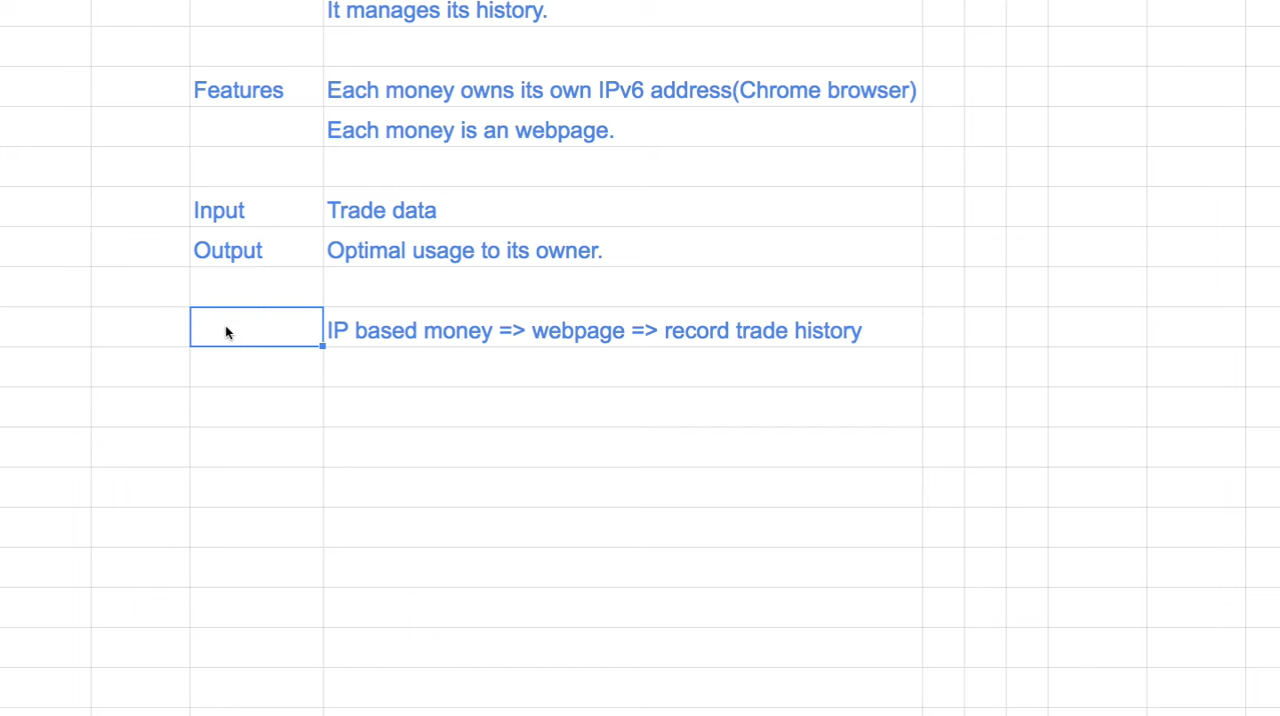 It manages its history.
Features Each money owns its own IPv6 address(Chrome browser)
Each money is an webpage.
Input Trade data
Output Optimal usage to its owner.
IP based money => webpage => record trade history